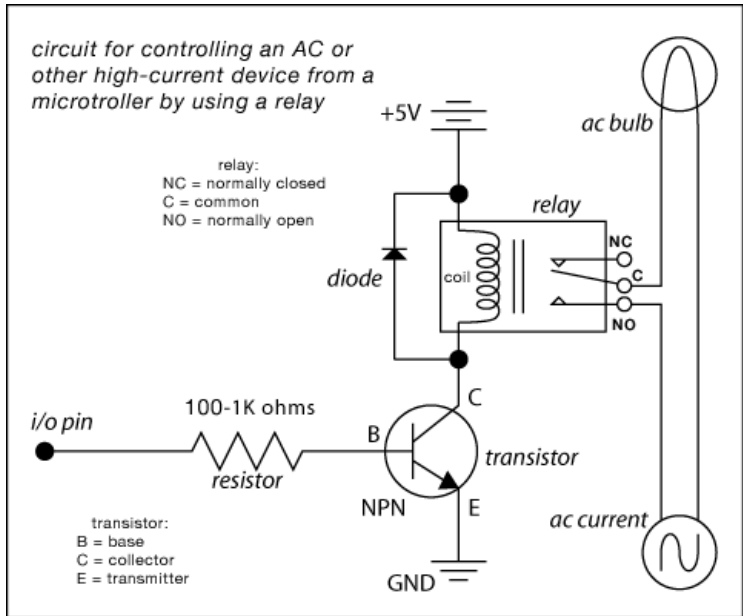 circuit for controlling an AC or
other high-current device from a
microtroller by using a relay
+5V
ac bulb
relay:
NC = normally closed
C = common
NO = normally open
relay
NC
C
NO
coil
diode
100-1K ohms
i/o pin
resistor
B
C
E
NPN
transistor
transistor:
B = base
C = collector
E = transmitter
GND
ac current